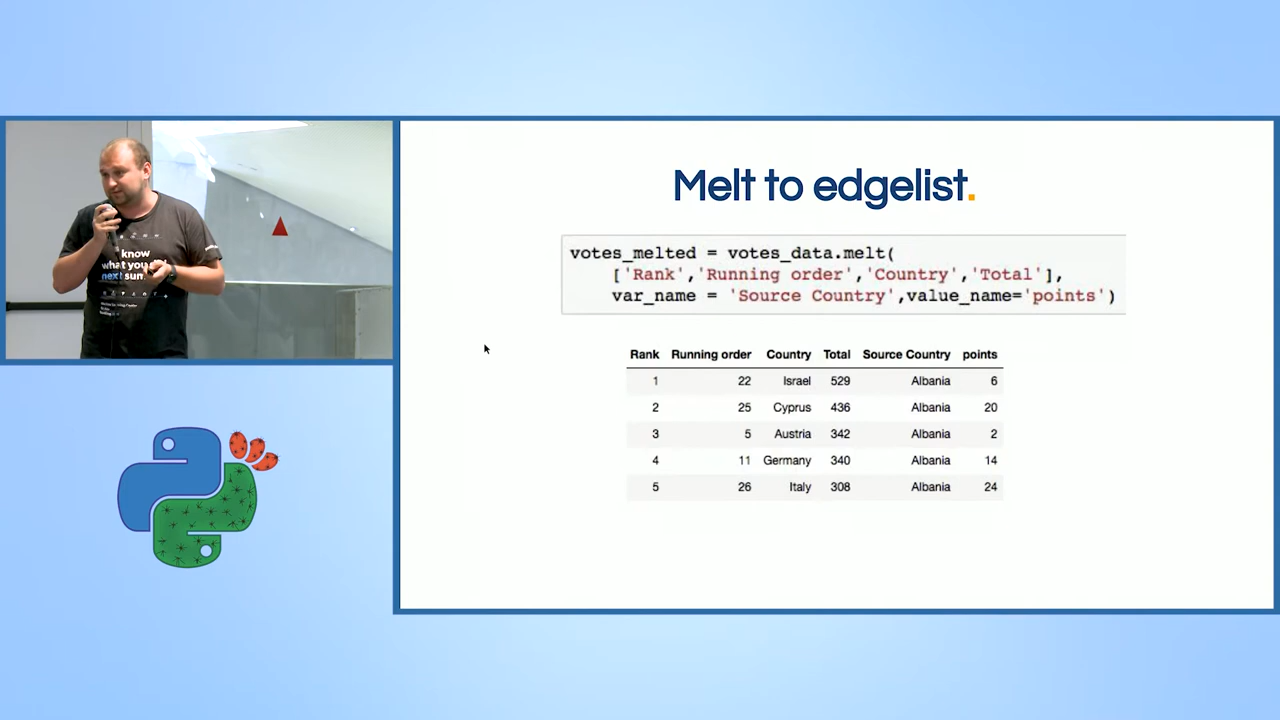 Melt to edgelist.
votes_melted = votes_data.melt(
['Rank','Running order','Country','Total'],
var_name = 'Source Country',value_name='points')
Rank Running order Country Total Source Country points
1 22 Israel 529 Albania 6
2 25 Cyprus 436 Albania 20
3 5 Austria 342 Albania 2
4 11 Germany 340 Albania 14
5 26 Italy 308 Albania 24
know
what you
next sum